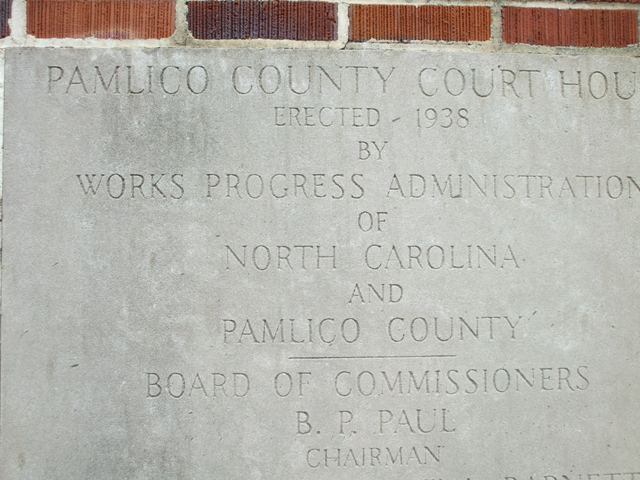 PAMLICO COUNTY COURT HOU
ERECTED - 1938
BY
WORKS PROGRESS ADMINISTRATION
OF
NORTH CAROLINA
AND
PAMLICO COUNTY
BOARD OF COMMISSIONERS
B. P. PAUL
CHAIRMAN
BARNETT